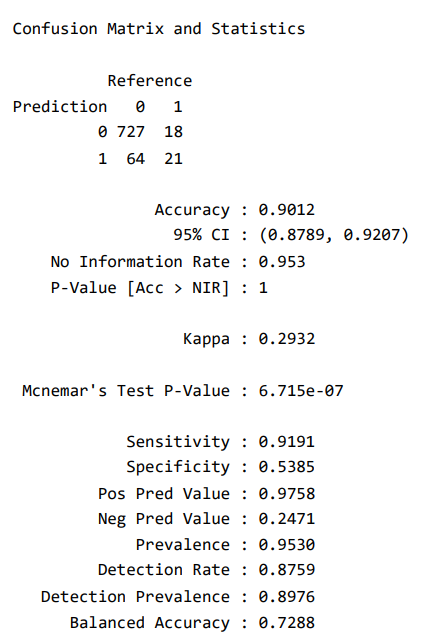 Confusion Matrix and Statistics
Reference
Prediction 0 1
0 727 18
1 64 21
Accuracy : 0.9012
95% CI : (0.8789, 0.9207)
No Information Rate : 0.953
P-Value [Acc > NIR] : 1
Kappa : 0.2932
Mcnemar's Test P-Value : 6.715e-07
Sensitivity : 0.9191
Specificity : 0.5385
Pos Pred Value : 0.9758
Neg Pred Value : 0.2471
Prevalence : 0.9530
Detection Rate : 0.8759
Detection Prevalence : 0.8976
Balanced Accuracy : 0.7288